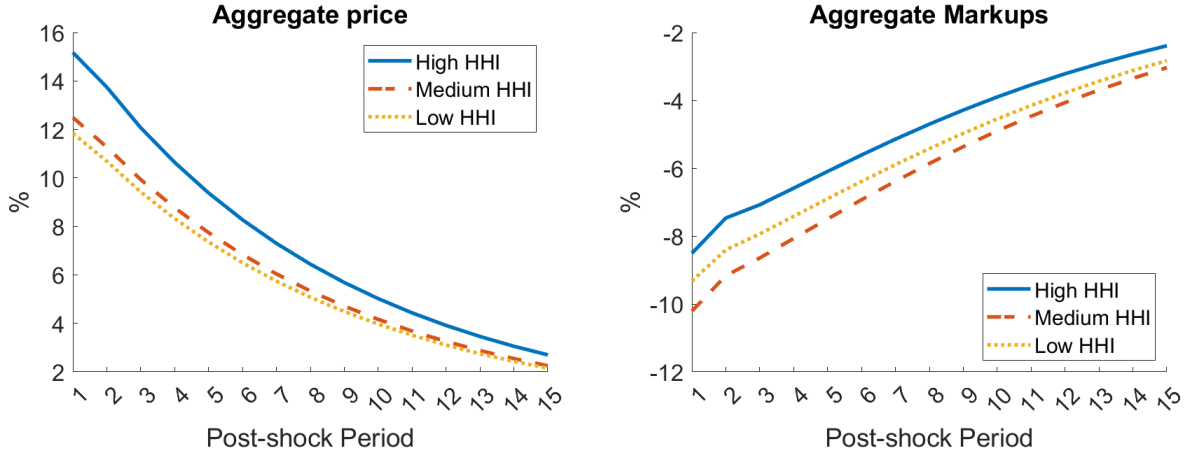 Aggregate price
%
16
14
12
10
8
6
4
2
High HHI
Medium HHI
Low HHI
1 2 3 4 5 6 7 8 9 10 11 12 13 14 15
Post-shock Period
Aggregate Markups
%
-2
-4
-6
-8
-10
-12
High HHI
Medium HHI
Low HHI
1 2 3 4 5 6 7 8 9 10 11 12 13 14 15
Post-shock Period